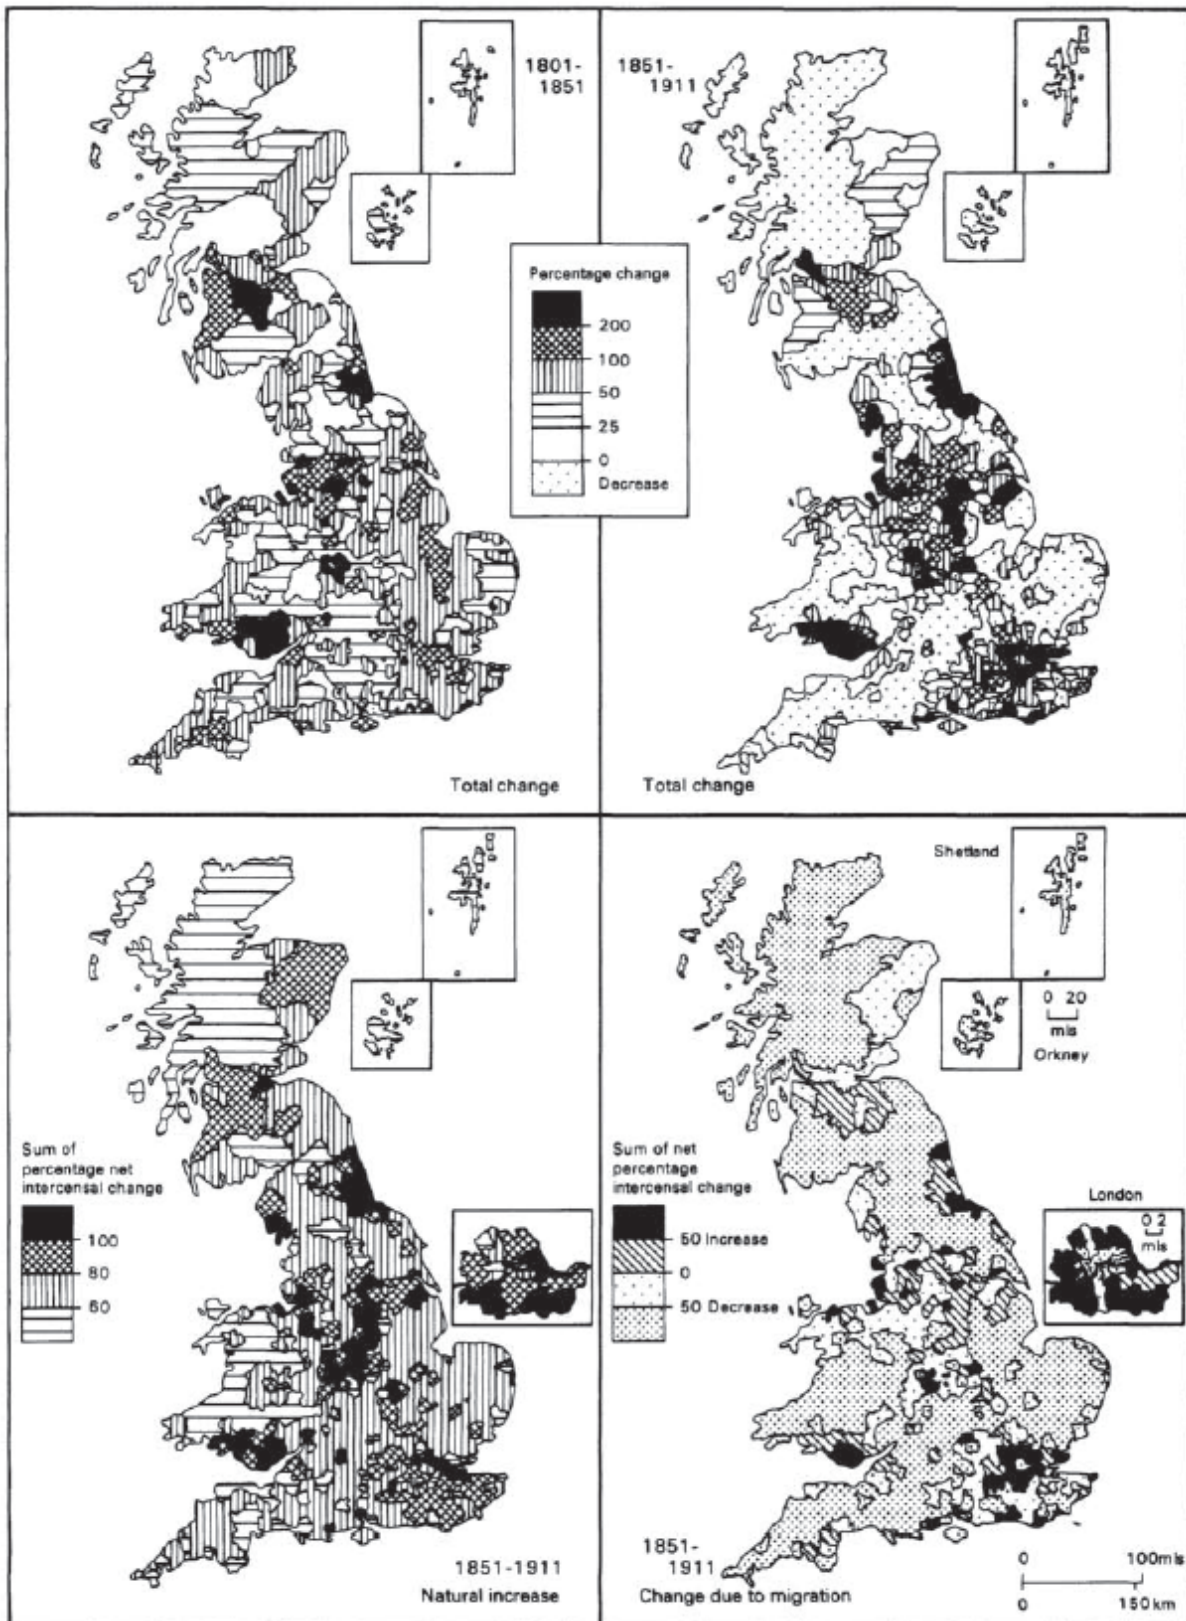 1801-
1851
1851-
1911
Percentage change
200
100
50
25
0
Decrease
Total change
Total change
Shetland
0 20
mls
Orkney
Sum of
percentage net
intercensal change
100
80
60
Sum of net
percentage
intercensal change
50 Increase
0
50 Decrease
London
0 2
mls
1851-1911
Natural increase
1851-
1911
Change due to migration
0 100mls
0 150km